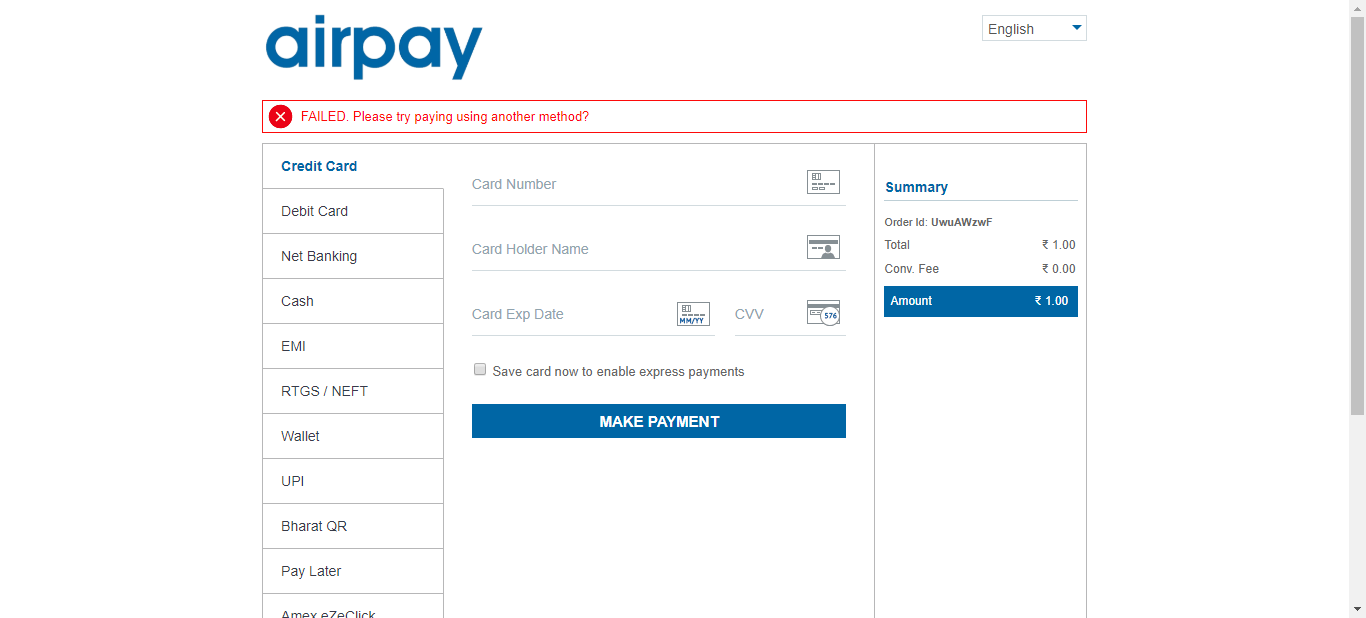 airpay
English
FAILED. Please try paying using another method?
Credit Card
Debit Card
Net Banking
Cash
EMI
RTGS / NEFT
Wallet
UPI
Bharat QR
Pay Later
Amex eZeClick
Card Number
Card Holder Name
Card Exp Date
MM/YY
CVV
576
Save card now to enable express payments
MAKE PAYMENT
Summary
Order Id: UwuAWzwF
Total ₹ 1.00
Conv. Fee ₹ 0.00
Amount ₹ 1.00